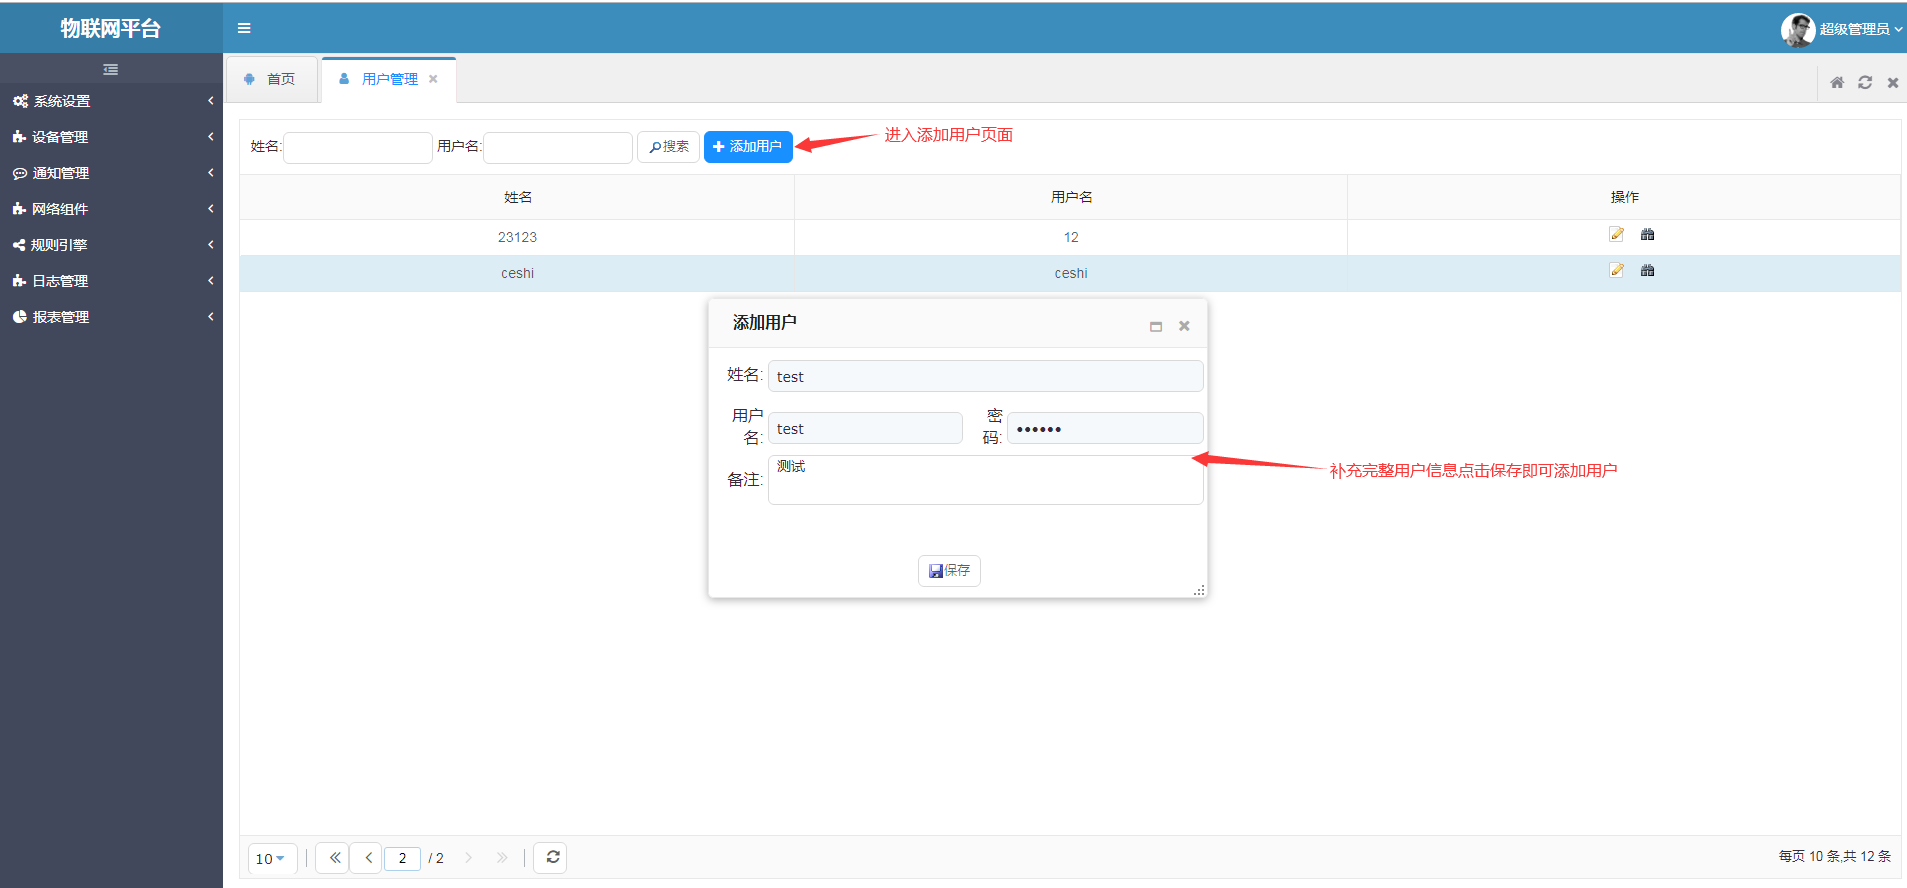 物联网平台
超级管理员
首页
用户管理
系统设置
设备管理
通知管理
网络组件
规则引擎
日志管理
报表管理
姓名: 用户名: 搜索 添加用户
进入添加用户页面
姓名 用户名 操作
23123 12
ceshi ceshi
添加用户
姓名: test
用户名: test 密码: ••••••
备注: 测试
补充完整用户信息点击保存即可添加用户
保存
10 2 / 2
每页 10 条,共 12 条